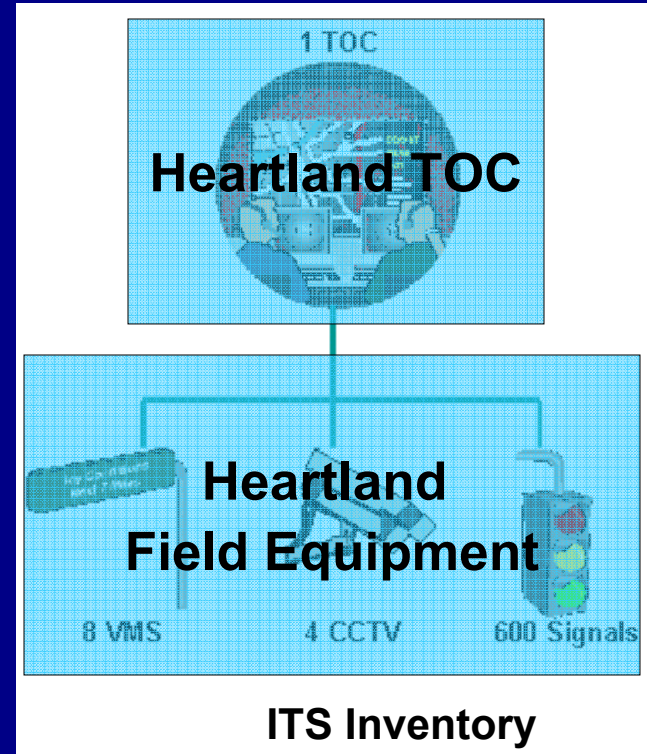 1 TOC
Heartland TOC
Heartland
Field Equipment
8 VMS 4 CCTV 600 Signals
ITS Inventory